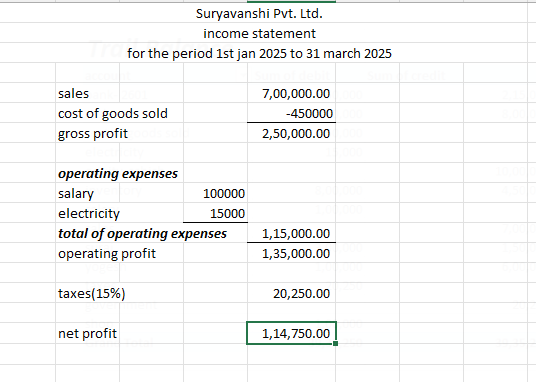 Suryavanshi Pvt. Ltd.
income statement
for the period 1st jan 2025 to 31 march 2025
sales 7,00,000.00
cost of goods sold -450000
gross profit 2,50,000.00
operating expenses
salary 100000
electricity 15000
total of operating expenses 1,15,000.00
operating profit 1,35,000.00
taxes(15%) 20,250.00
net profit 1,14,750.00